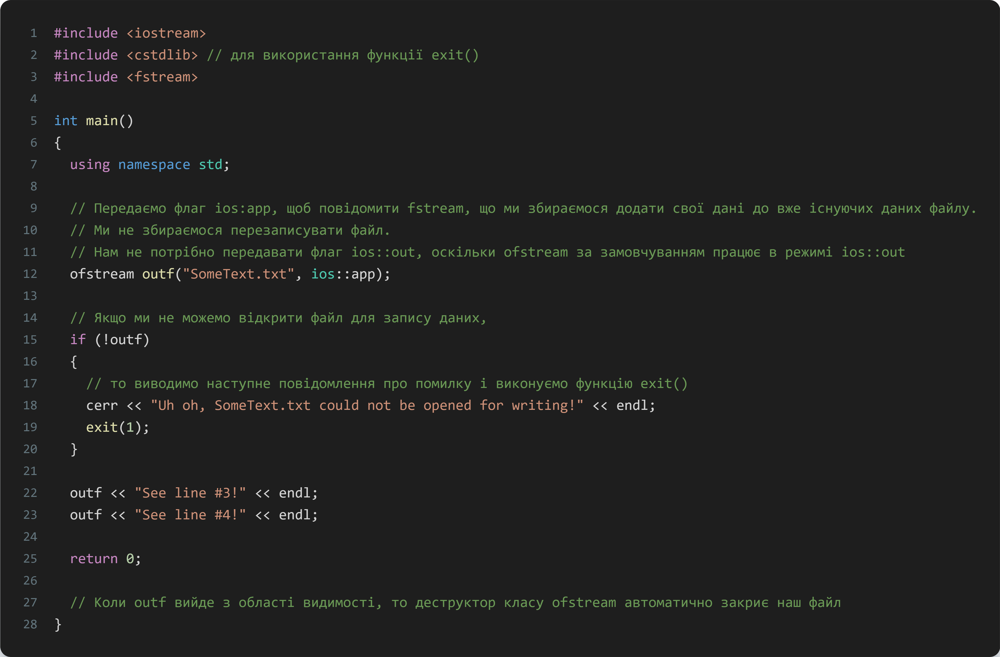 1 #include <iostream>
2 #include <cstdlib> // для використання функції exit()
3 #include <fstream>
4
5 int main()
6 {
7   using namespace std;
8
9   // Передаємо флаг ios:app, щоб повідомити fstream, що ми збираємося додати свої дані до вже існуючих даних файлу.
10   // Ми не збираємося перезаписувати файл.
11   // Нам не потрібно передавати флаг ios::out, оскільки ofstream за замовчуванням працює в режимі ios::out
12   ofstream outf("SomeText.txt", ios::app);
13
14   // Якщо ми не можемо відкрити файл для запису даних,
15   if (!outf)
16   {
17     // то виводимо наступне повідомлення про помилку і виконуємо функцію exit()
18     cerr << "Uh oh, SomeText.txt could not be opened for writing!" << endl;
19     exit(1);
20   }
21
22   outf << "See line #3!" << endl;
23   outf << "See line #4!" << endl;
24
25   return 0;
26
27   // Коли outf вийде з області видимості, то деструктор класу ofstream автоматично закриє наш файл
28 }